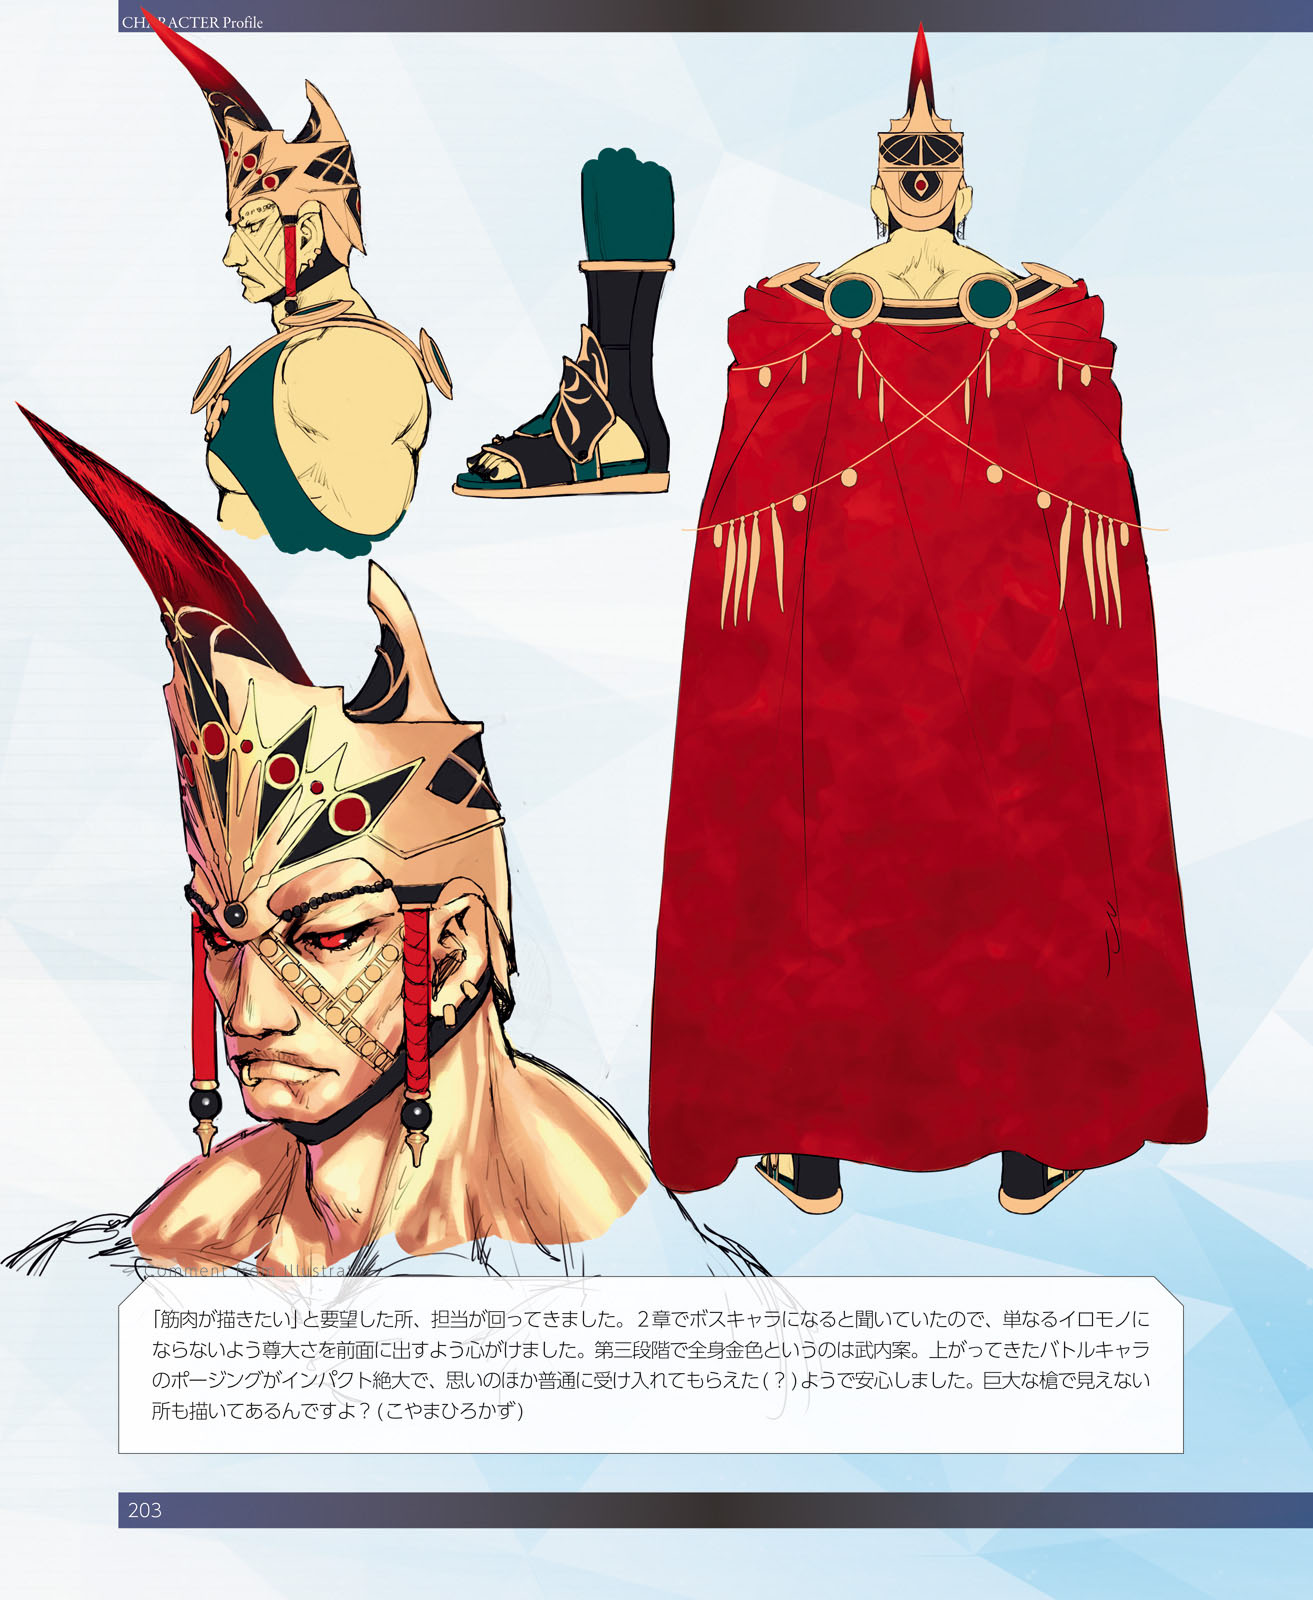 CHARACTER Profile
Comment from Illustrat
「筋肉が描きたい」と要望した所、担当が回ってきました。２章でボスキャラになると聞いていたので、単なるイロモノに
ならないよう尊大さを前面に出すよう心がけました。第三段階で全身金色というのは武内案。上がってきたバトルキャラ
のポージングがインパクト絶大で、思いのほか普通に受け入れてもらえた(？)ようで安心しました。巨大な槍で見えない
所も描いてあるんですよ？(こやまひろかず)
203